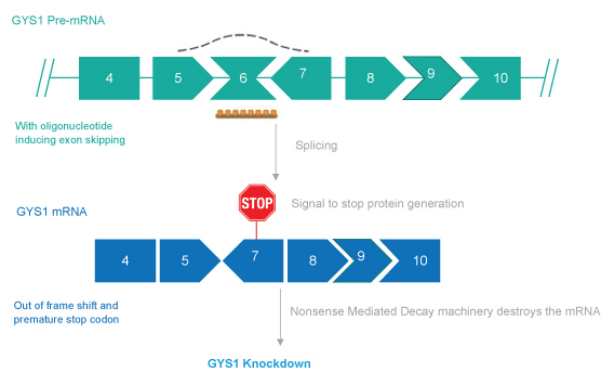 GYS1 Pre-mRNA
4 5 6 7 8 9 10
With oligonucleotide
inducing exon skipping
Splicing
STOP
Signal to stop protein generation
GYS1 mRNA
4 5 7 8 9 10
Out of frame shift and
premature stop codon
Nonsense Mediated Decay machinery destroys the mRNA
GYS1 Knockdown